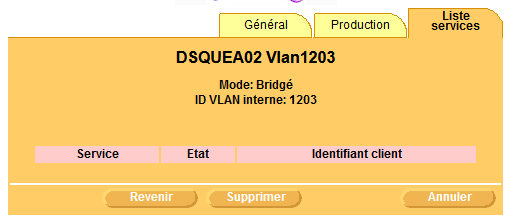 Général Production Liste services
DSQUEA02 Vlan1203
Mode: Bridgé
ID VLAN interne: 1203
Service Etat Identifiant client
Revenir Supprimer Annuler